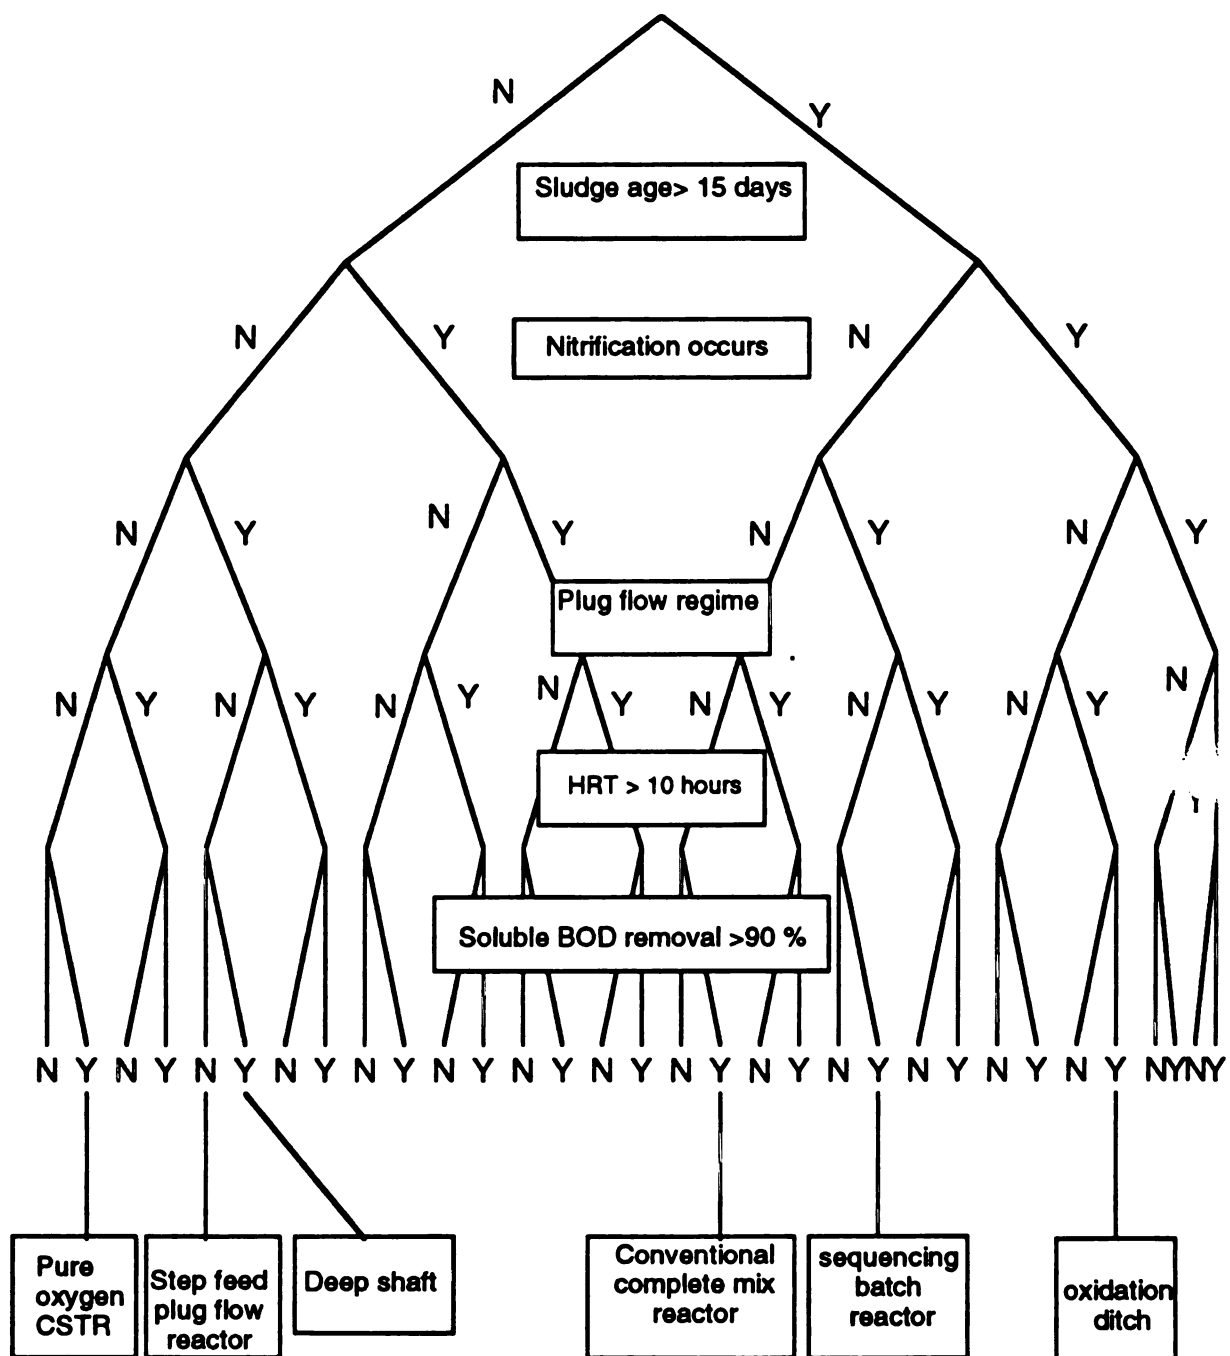 N
Y
Sludge age> 15 days
N Y N Y
Nitrification occurs
N Y N Y N Y N Y
Plug flow regime
N Y N Y N Y N Y N Y N Y N Y N Y
HRT > 10 hours
Soluble BOD removal >90 %
N Y N Y N Y N Y N Y N Y N Y N Y N Y N Y N Y N Y N Y N Y N Y N Y
Pure
oxygen
CSTR
Step feed
plug flow
reactor
Deep shaft
Conventional
complete mix
reactor
sequencing
batch
reactor
oxidation
ditch